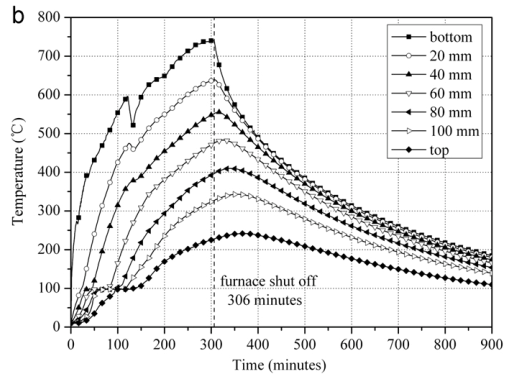 b
800
700
600
500
400
300
200
100
0
Temperature (℃)
bottom
20 mm
40 mm
60 mm
80 mm
100 mm
top
furnace shut off
306 minutes
0 100 200 300 400 500 600 700 800 900
Time (minutes)